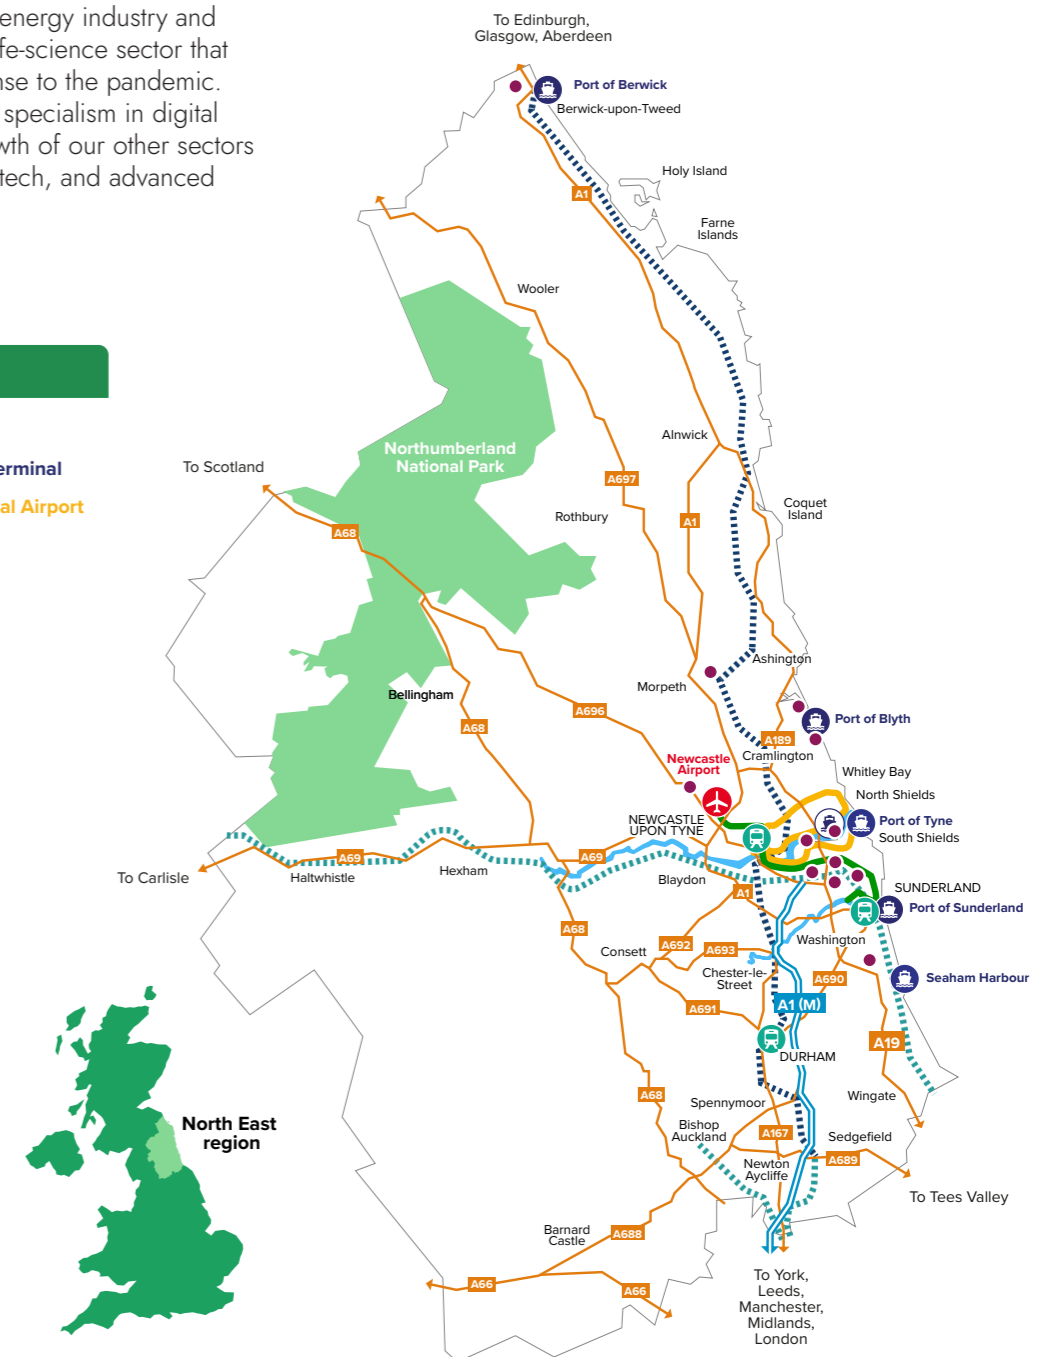 energy industry and
fe-science sector that
nse to the pandemic.
specialism in digital
wth of our other sectors
tech, and advanced
erminal
al Airport
To Edinburgh,
Glasgow, Aberdeen
Port of Berwick
Berwick-upon-Tweed
A1
Holy Island
Farne
Islands
Wooler
Alnwick
Northumberland
National Park
To Scotland
A697
Coquet
Island
Rothbury
A1
A68
Ashington
Morpeth
Bellingham
A696
A68
Port of Blyth
A189
Cramlington
Newcastle
Airport
Whitley Bay
North Shields
NEWCASTLE
UPON TYNE
Port of Tyne
South Shields
A69
A69
To Carlisle
Haltwhistle
Hexham
Blaydon
A1
SUNDERLAND
Port of Sunderland
A68
Washington
Consett
A692
A693
Chester-le-
Street
A690
Seaham Harbour
A691
A1 (M)
A19
DURHAM
A68
Wingate
Spennymoor
Bishop
Auckland
A167
Sedgefield
A689
Newton
Aycliffe
To Tees Valley
North East
region
Barnard
Castle
A688
A66
A66
To York,
Leeds,
Manchester,
Midlands,
London